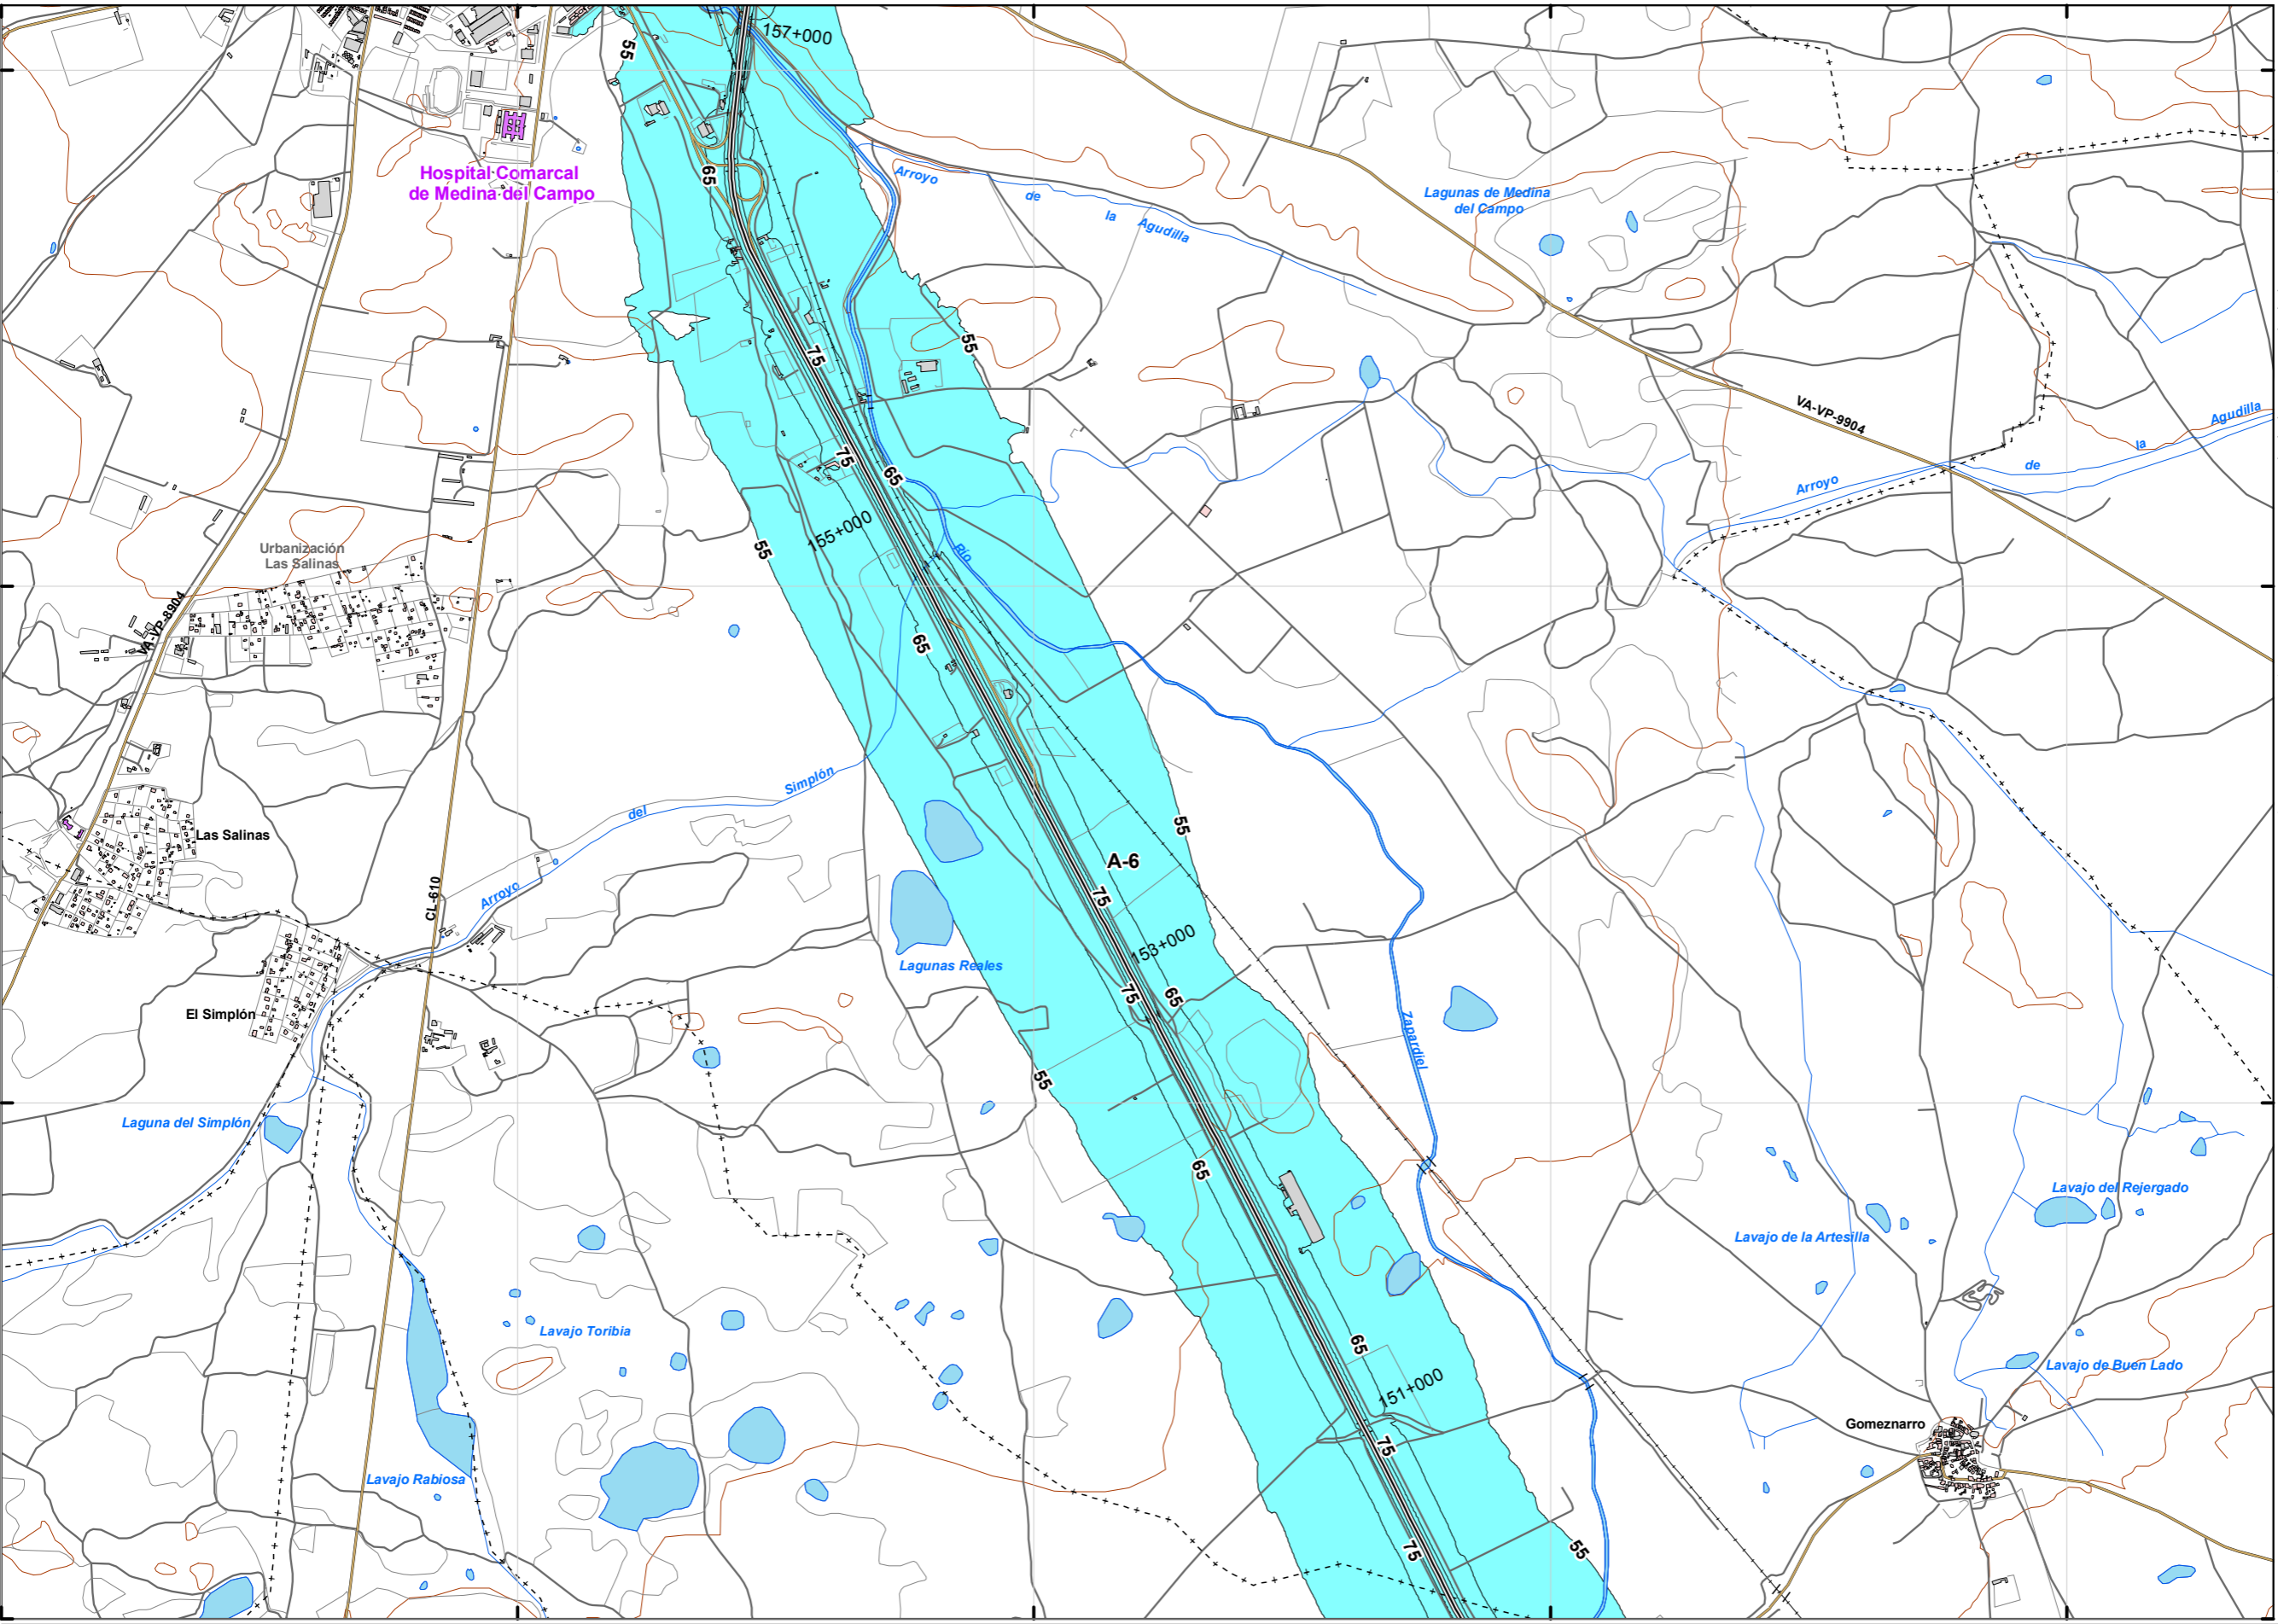 157+000
55
Hospital Comarcal
de Medina del Campo
65
Arroyo
de
la
Agudilla
Lagunas de Medina
del Campo
55
75
VA-VP-9904
Agudilla
la
de
Arroyo
75
65
155+000
55
Río
Urbanización
Las Salinas
VA-VP-8904
65
Simplón
del
Arroyo
55
Las Salinas
A-6
CL-610
75
153+000
Lagunas Reales
75
65
El Simplón
Zapardiel
55
Laguna del Simplón
65
Lavajo del Rejergado
Lavajo de la Artesilla
Lavajo Toribia
65
Lavajo de Buen Lado
151+000
Gomeznarro
75
Lavajo Rabiosa
75
55